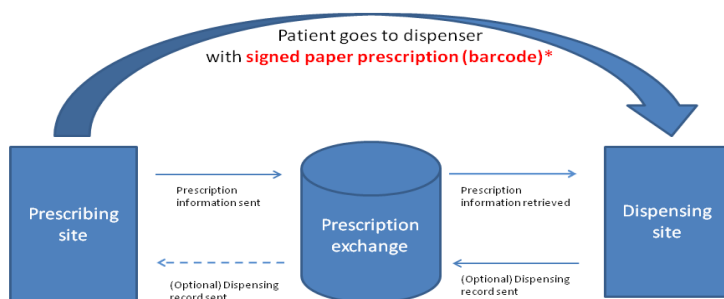 Patient goes to dispenser
with signed paper prescription (barcode)*
Prescribing
site
Prescription
information sent
Prescription
exchange
Prescription
information retrieved
Dispensing
site
(Optional) Dispensing
record sent
(Optional) Dispensing
record sent